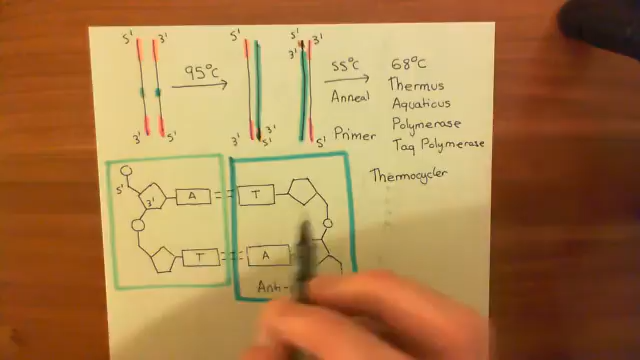 5' 3' 5' 5' 3'
3'
95°C 55°C 68°C
Anneal Thermus
Aquaticus
Primer Polymerase
3' 5' 3' 3' 5' 5' Taq Polymerase
Thermocycler
5' 3' A T
T A
Anti-